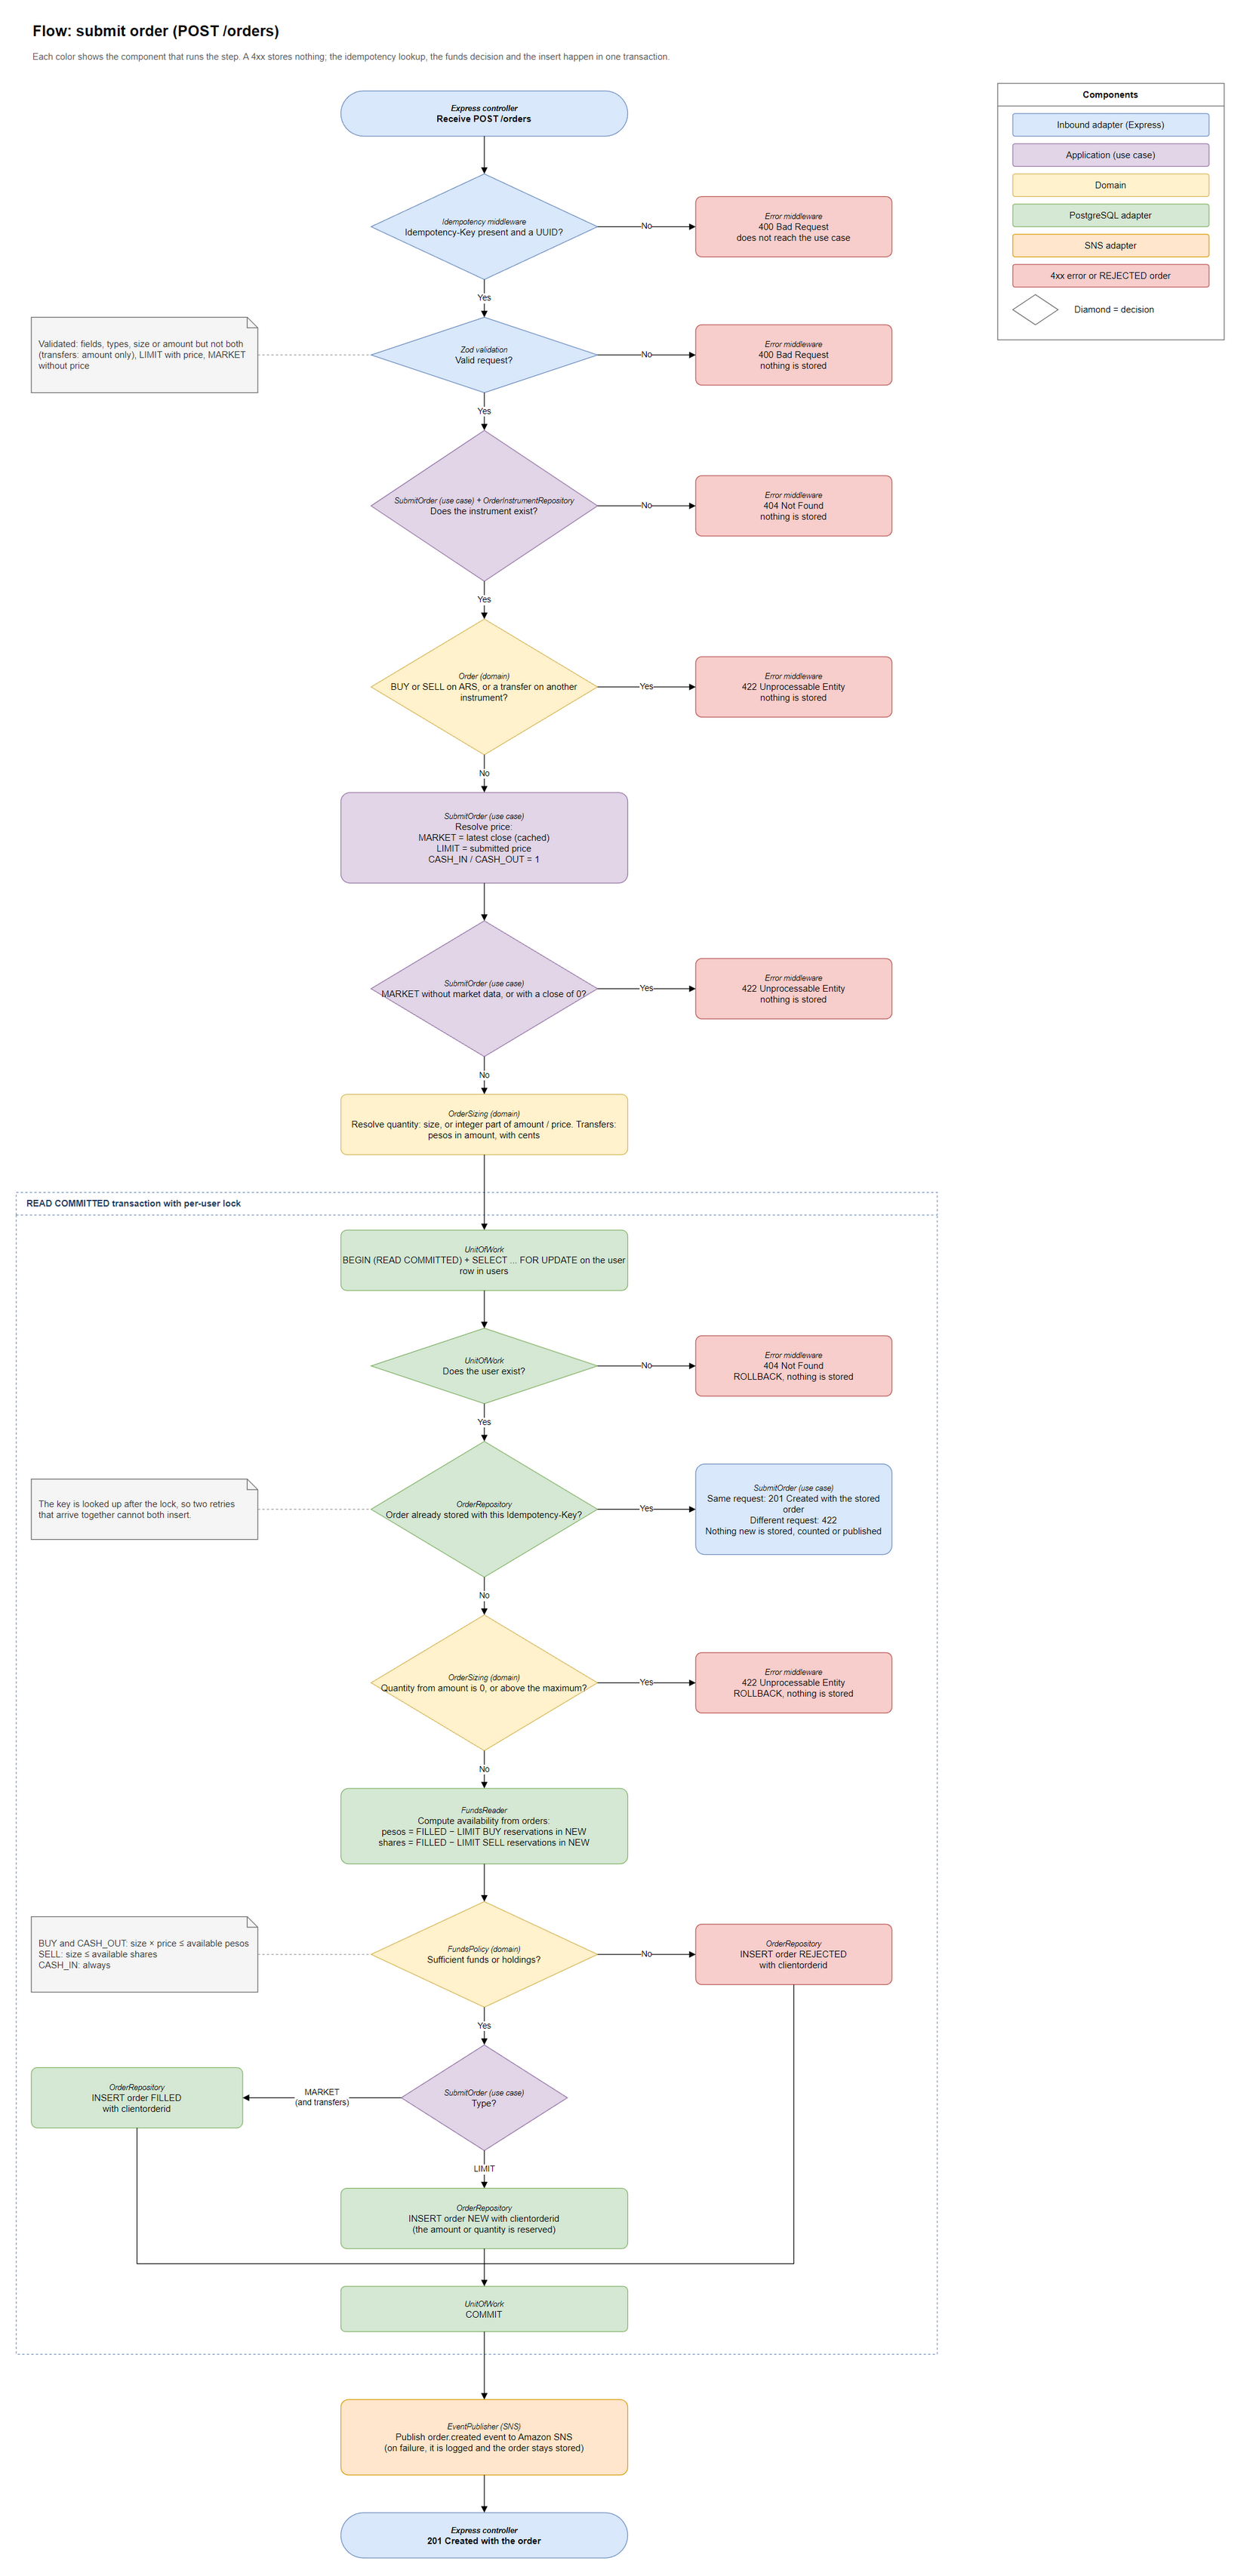 Flow: submit order (POST /orders)
Each color shows the component that runs the step. A 4xx stores nothing; the idempotency lookup, the funds decision and the insert happen in one transaction.
Components
Inbound adapter (Express)
Application (use case)
Domain
PostgreSQL adapter
SNS adapter
4xx error or REJECTED order
Diamond = decision
Express controller
Receive POST /orders
Idempotency middleware
Idempotency-Key present and a UUID?
No
Error middleware
400 Bad Request
does not reach the use case
Yes
Validated: fields, types, size or amount but not both
(transfers: amount only), LIMIT with price, MARKET
without price
Zod validation
Valid request?
No
Error middleware
400 Bad Request
nothing is stored
Yes
SubmitOrder (use case) + OrderInstrumentRepository
Does the instrument exist?
No
Error middleware
404 Not Found
nothing is stored
Yes
Order (domain)
BUY or SELL on ARS, or a transfer on another
instrument?
Yes
Error middleware
422 Unprocessable Entity
nothing is stored
No
SubmitOrder (use case)
Resolve price:
MARKET = latest close (cached)
LIMIT = submitted price
CASH_IN / CASH_OUT = 1
SubmitOrder (use case)
MARKET without market data, or with a close of 0?
Yes
Error middleware
422 Unprocessable Entity
nothing is stored
No
OrderSizing (domain)
Resolve quantity: size, or integer part of amount / price. Transfers:
pesos in amount, with cents
READ COMMITTED transaction with per-user lock
UnitOfWork
BEGIN (READ COMMITTED) + SELECT ... FOR UPDATE on the user
row in users
UnitOfWork
Does the user exist?
No
Error middleware
404 Not Found
ROLLBACK, nothing is stored
Yes
The key is looked up after the lock, so two retries
that arrive together cannot both insert.
OrderRepository
Order already stored with this Idempotency-Key?
Yes
SubmitOrder (use case)
Same request: 201 Created with the stored
order
Different request: 422
Nothing new is stored, counted or published
No
OrderSizing (domain)
Quantity from amount is 0, or above the maximum?
Yes
Error middleware
422 Unprocessable Entity
ROLLBACK, nothing is stored
No
FundsReader
Compute availability from orders:
pesos = FILLED − LIMIT BUY reservations in NEW
shares = FILLED − LIMIT SELL reservations in NEW
BUY and CASH_OUT: size × price ≤ available pesos
SELL: size ≤ available shares
CASH_IN: always
FundsPolicy (domain)
Sufficient funds or holdings?
No
OrderRepository
INSERT order REJECTED
with clientorderid
Yes
OrderRepository
INSERT order FILLED
with clientorderid
MARKET
(and transfers)
SubmitOrder (use case)
Type?
LIMIT
OrderRepository
INSERT order NEW with clientorderid
(the amount or quantity is reserved)
UnitOfWork
COMMIT
EventPublisher (SNS)
Publish order.created event to Amazon SNS
(on failure, it is logged and the order stays stored)
Express controller
201 Created with the order